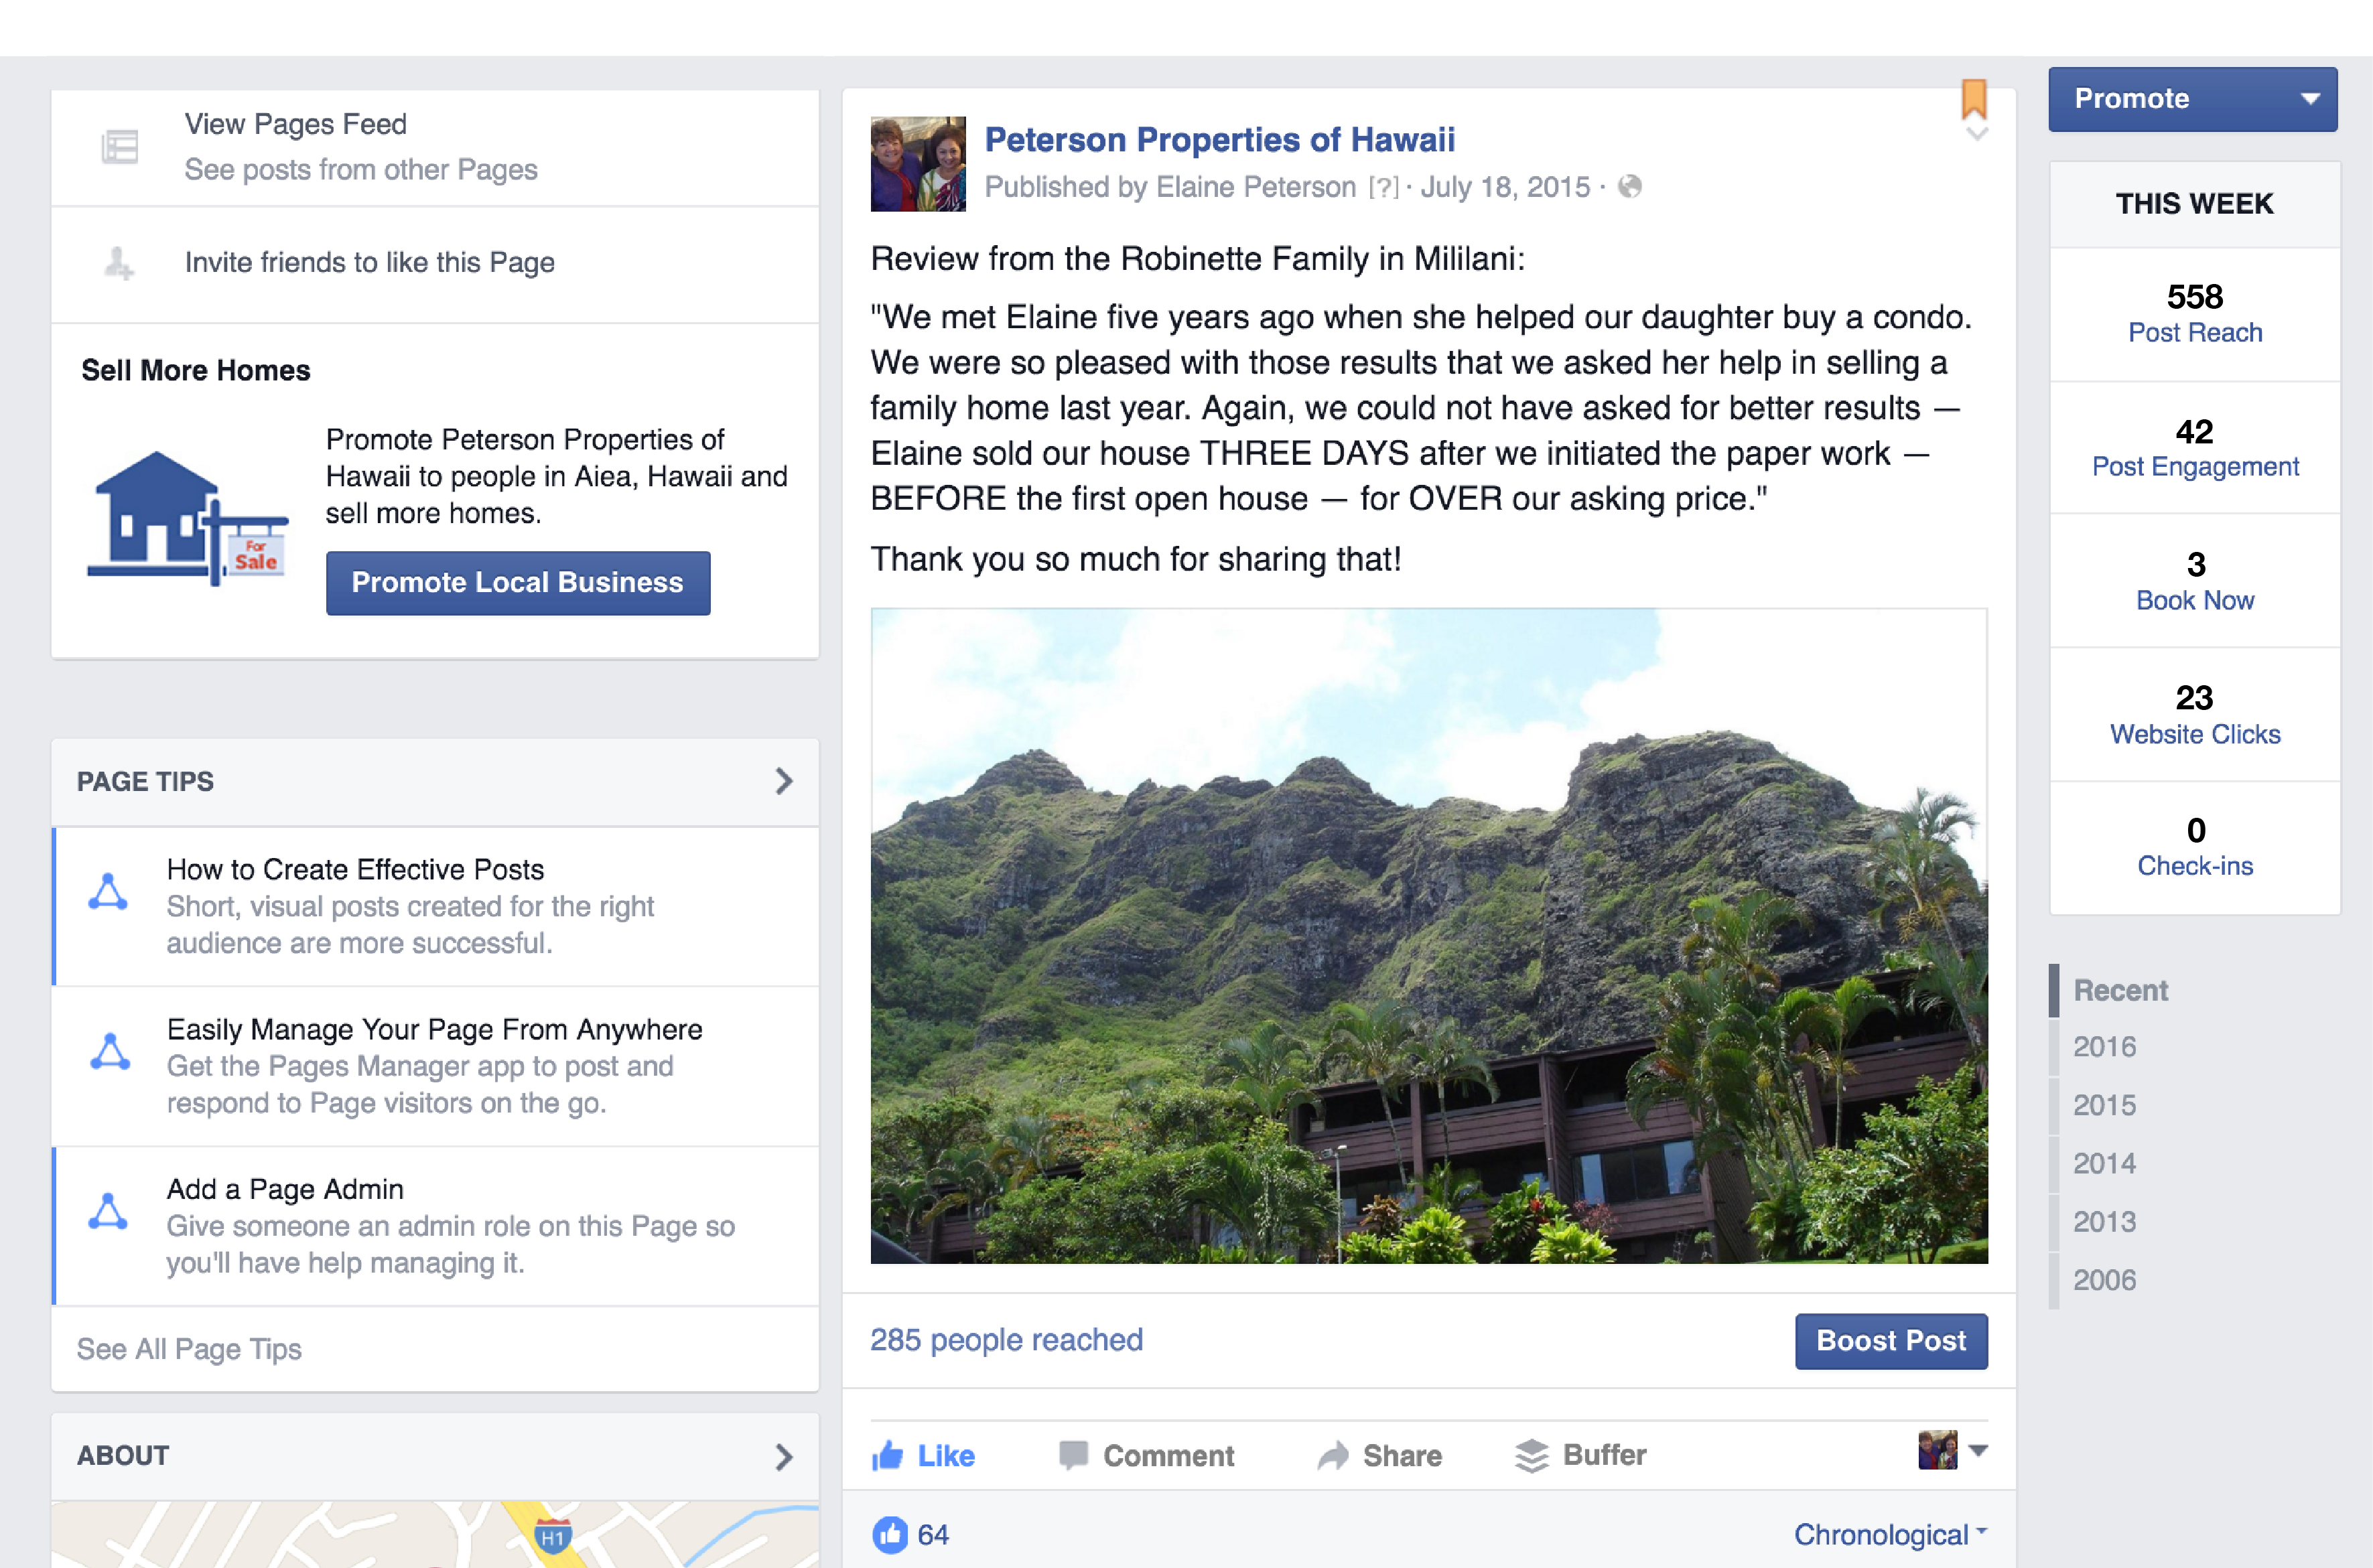 View Pages Feed
See posts from other Pages
Invite friends to like this Page
Sell More Homes
For
Sale
Promote Peterson Properties of
Hawaii to people in Aiea, Hawaii and
sell more homes.
Promote Local Business
PAGE TIPS
How to Create Effective Posts
Short, visual posts created for the right
audience are more successful.
Easily Manage Your Page From Anywhere
Get the Pages Manager app to post and
respond to Page visitors on the go.
Add a Page Admin
Give someone an admin role on this Page so
you'll have help managing it.
See All Page Tips
ABOUT
H1
Peterson Properties of Hawaii
Published by Elaine Peterson [?] · July 18, 2015 ·
Review from the Robinette Family in Mililani:
"We met Elaine five years ago when she helped our daughter buy a condo.
We were so pleased with those results that we asked her help in selling a
family home last year. Again, we could not have asked for better results —
Elaine sold our house THREE DAYS after we initiated the paper work —
BEFORE the first open house — for OVER our asking price."
Thank you so much for sharing that!
285 people reached
Boost Post
Like Comment Share Buffer
64
Chronological
Promote
THIS WEEK
558
Post Reach
42
Post Engagement
3
Book Now
23
Website Clicks
0
Check-ins
Recent
2016
2015
2014
2013
2006